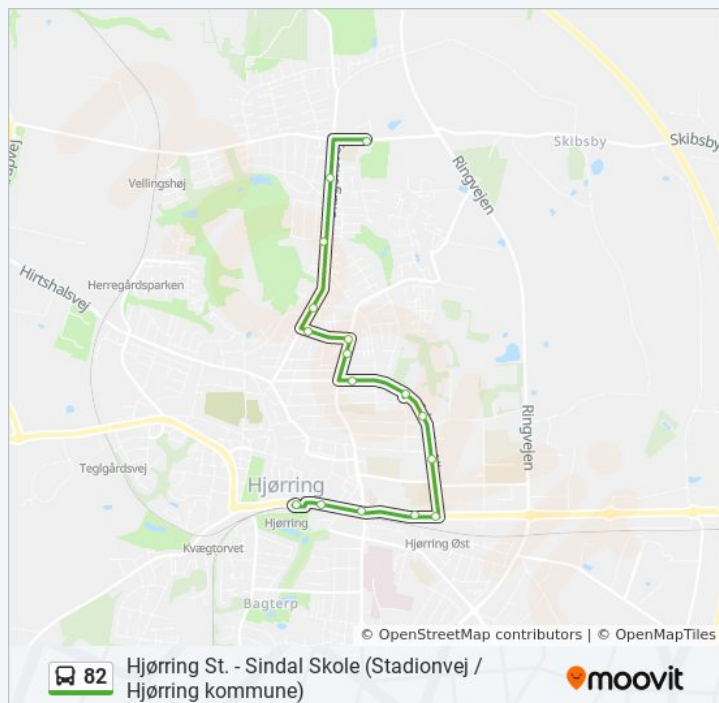 Skibsby
Skibsby
Ringvejen
Vellingshøj
Hirtshalsvej
Herregårdsparken
Ringvejen
Teglgårdsvej
Hjørring
Hjørring
Hjørring Øst
Kvægtorvet
Bagterp
© OpenStreetMap contributors | © OpenMapTiles
82
Hjørring St. - Sindal Skole (Stadionvej /
Hjørring kommune)
moovit